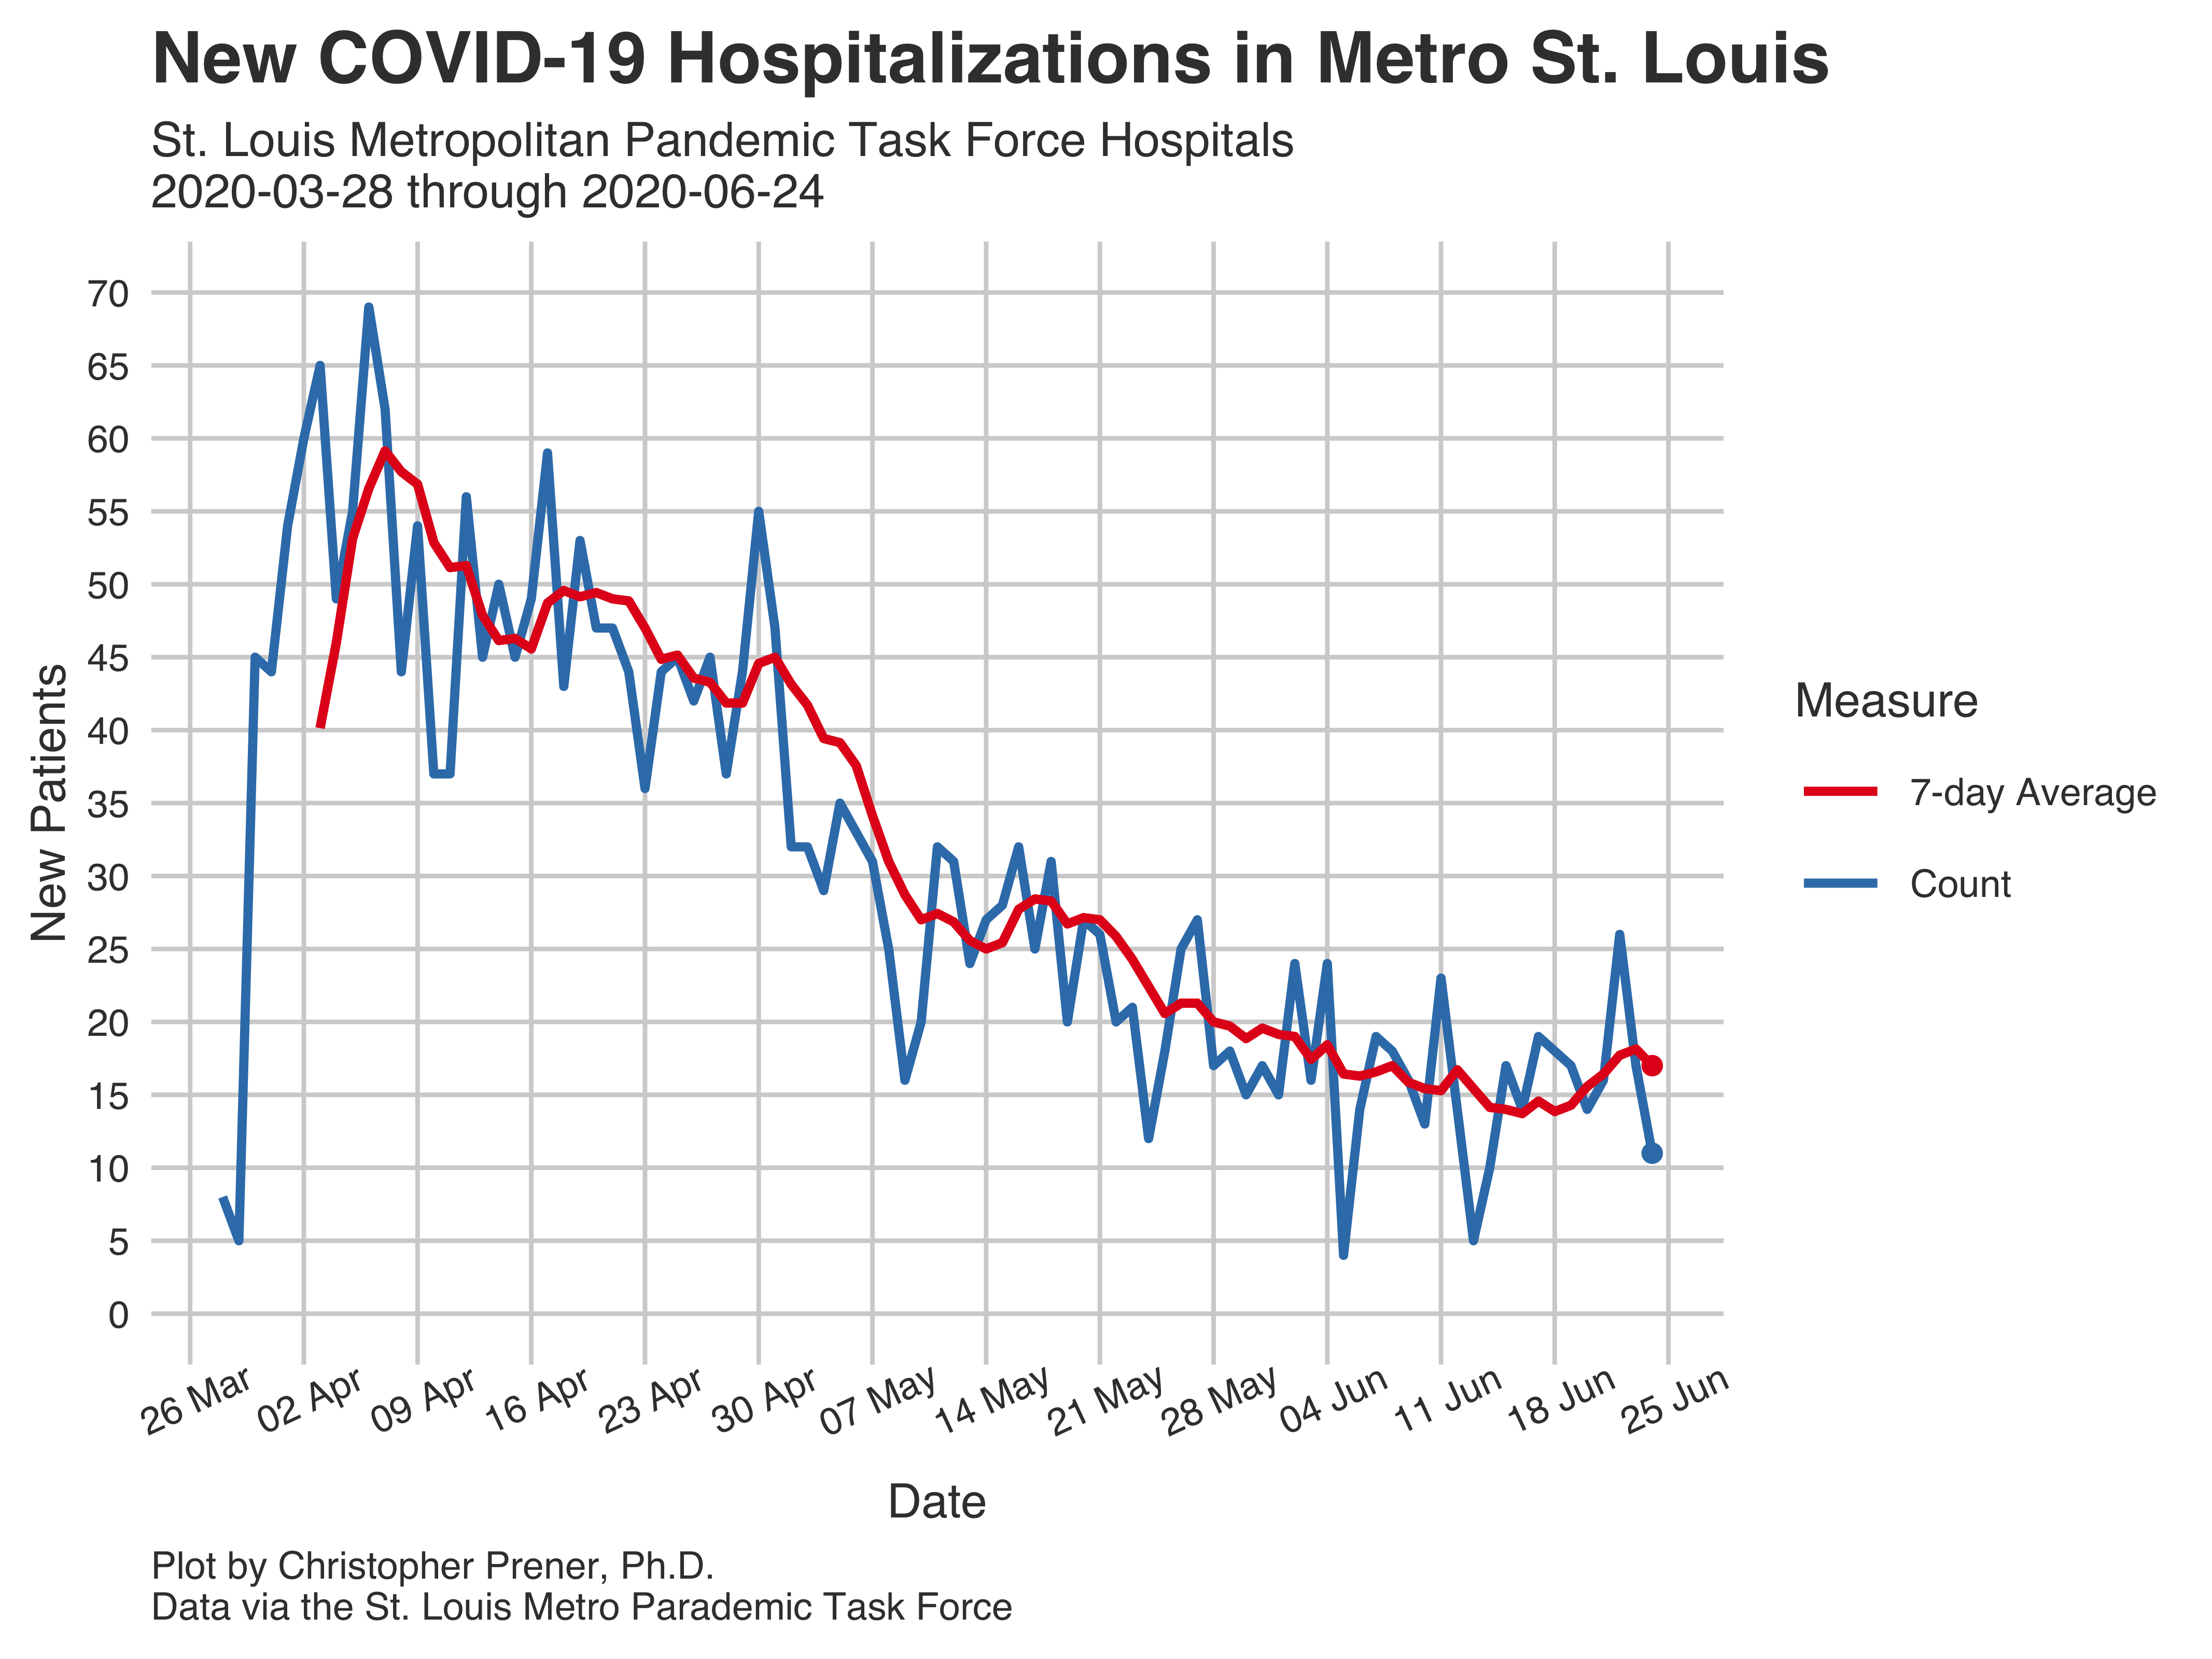 New COVID-19 Hospitalizations in Metro St. Louis
St. Louis Metropolitan Pandemic Task Force Hospitals
2020-03-28 through 2020-06-24
70
65
60
55
50
45
40
35
30
25
20
15
10
5
0
New Patients
26 Mar
02 Apr
09 Apr
16 Apr
23 Apr
30 Apr
07 May
14 May
21 May
28 May
04 Jun
11 Jun
18 Jun
25 Jun
Date
Measure
7-day Average
Count
Plot by Christopher Prener, Ph.D.
Data via the St. Louis Metro Parademic Task Force